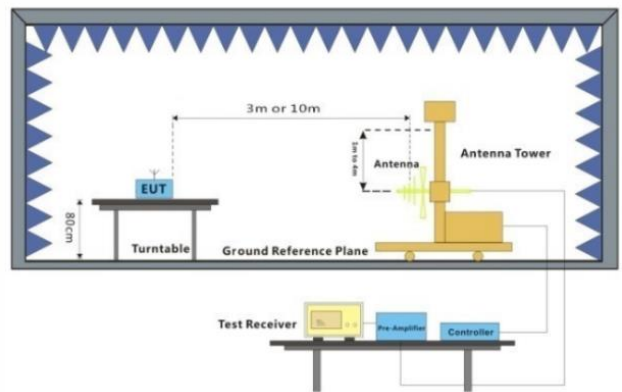 3m or 10m
1m to 4m
Antenna
Antenna Tower
EUT
80cm
Turntable
Ground Reference Plane
Test Receiver
Pre-Amplifier
Controller